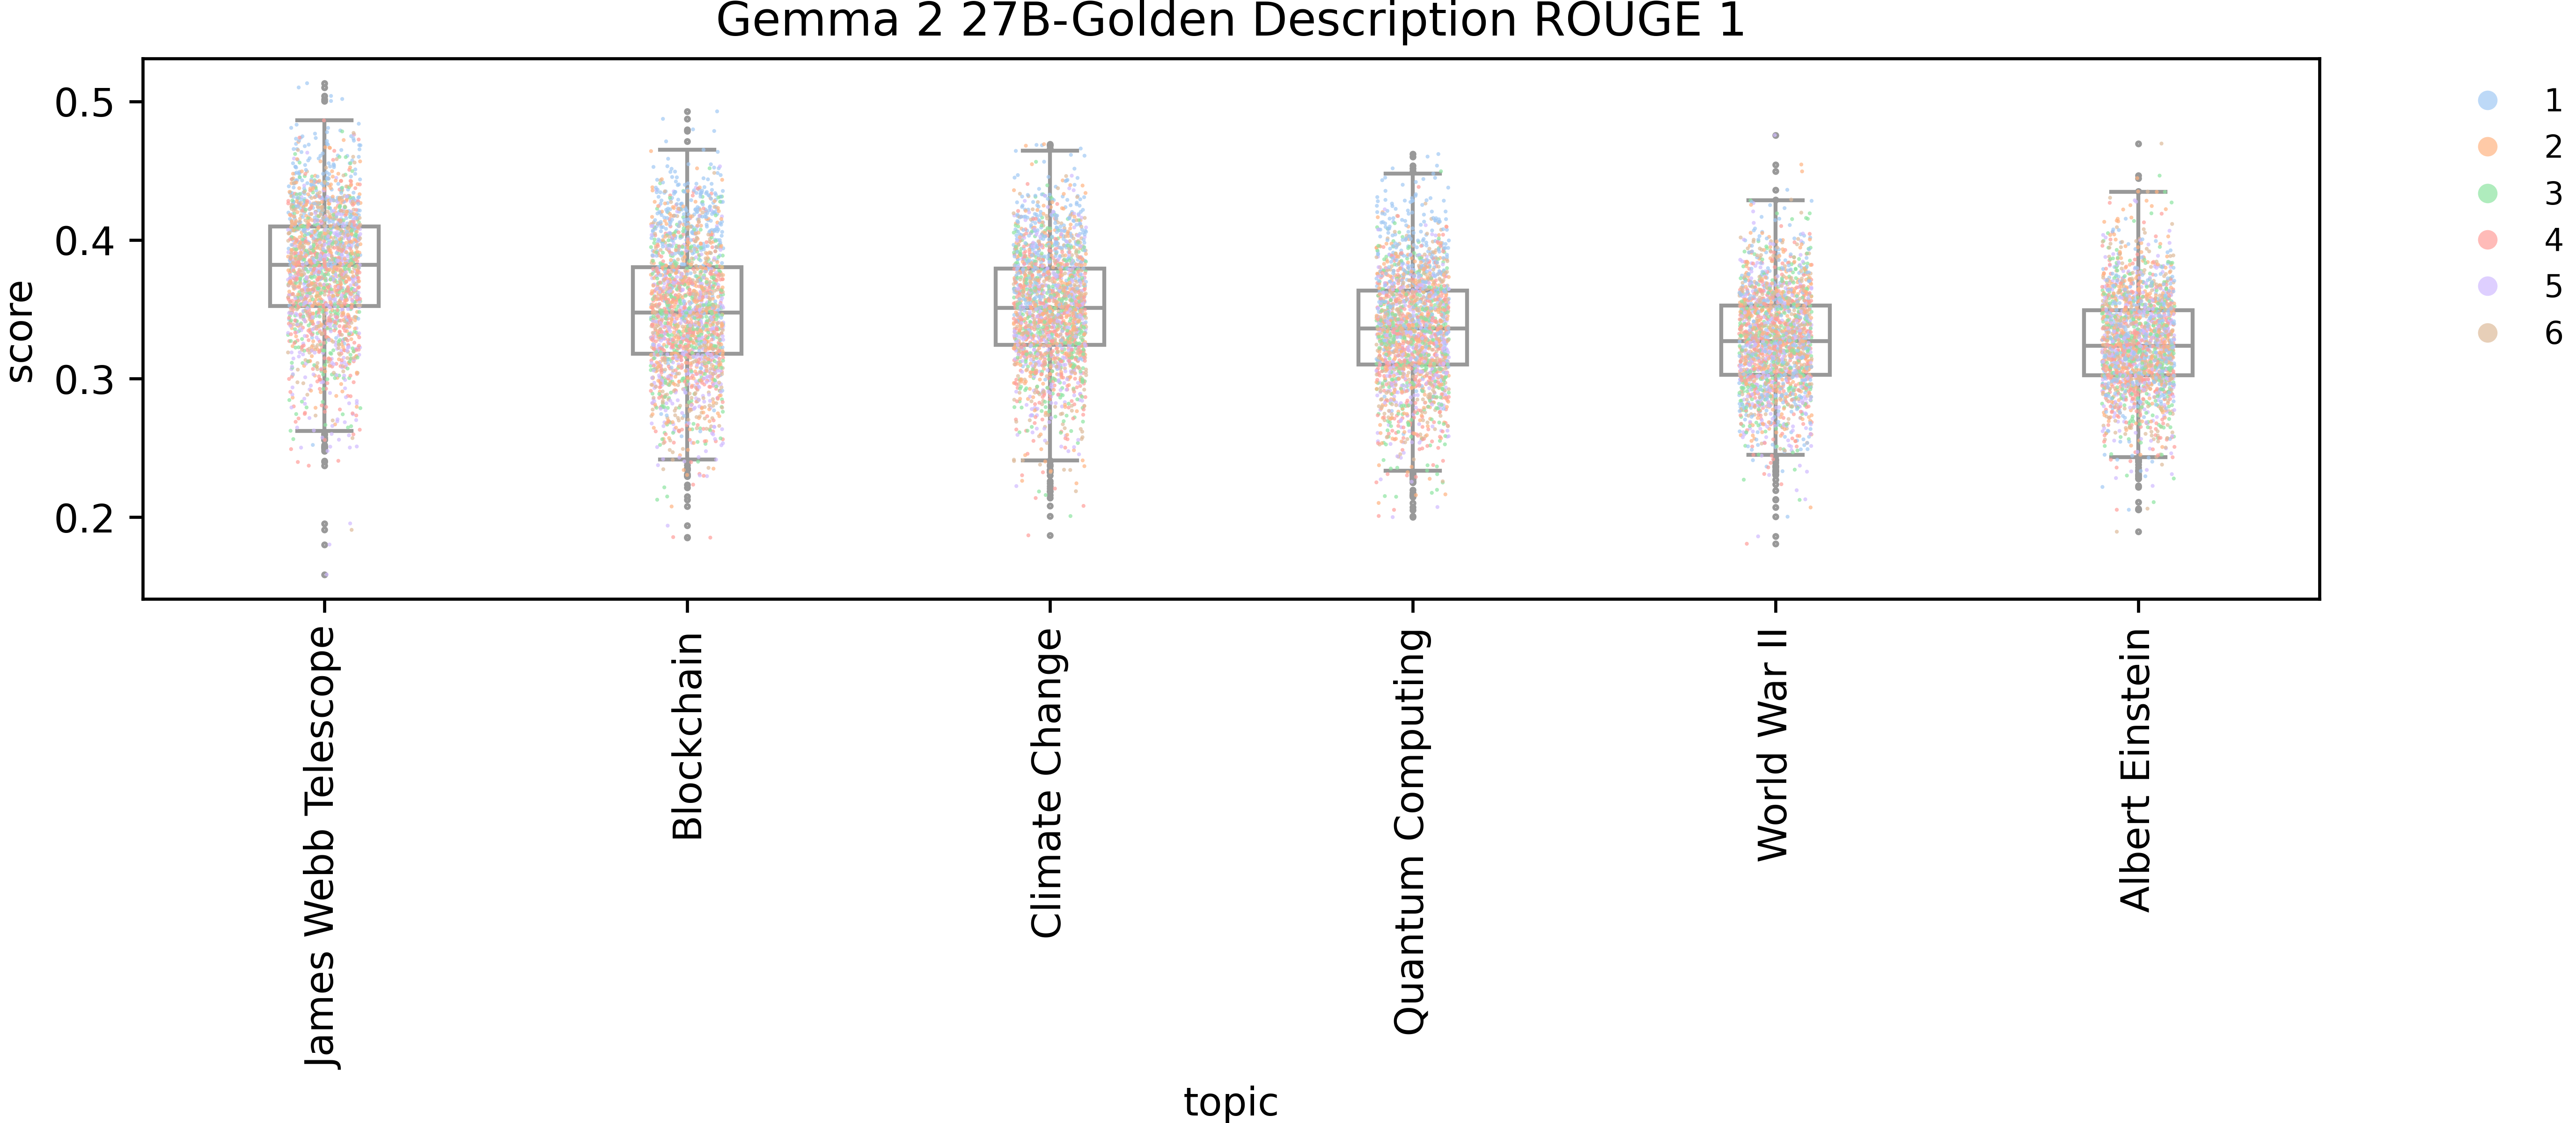 Gemma 2 27B-Golden Description ROUGE 1
score
0.5
0.4
0.3
0.2
James Webb Telescope
Blockchain
Climate Change
Quantum Computing
World War II
Albert Einstein
topic
1
2
3
4
5
6